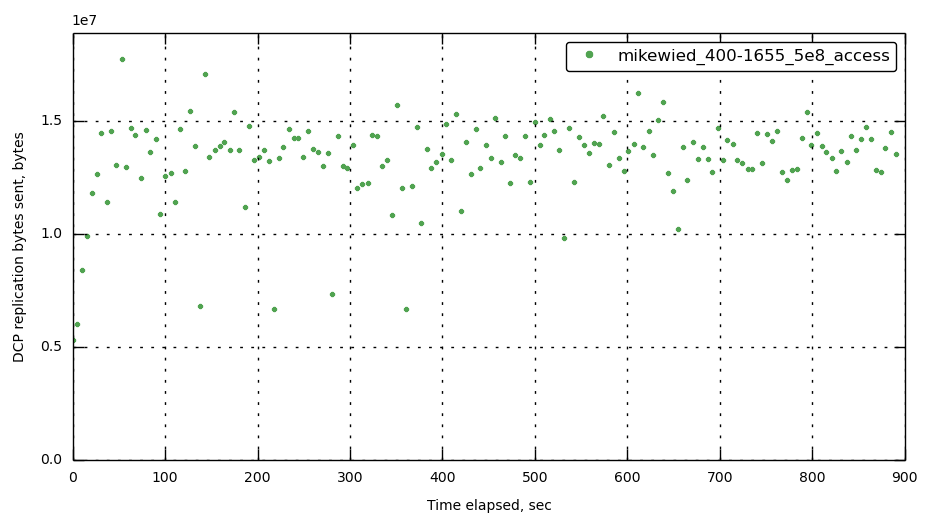 1e7
mikewied_400-1655_5e8_access
1.5
1.0
0.5
0.0
DCP replication bytes sent, bytes
0 100 200 300 400 500 600 700 800 900
Time elapsed, sec